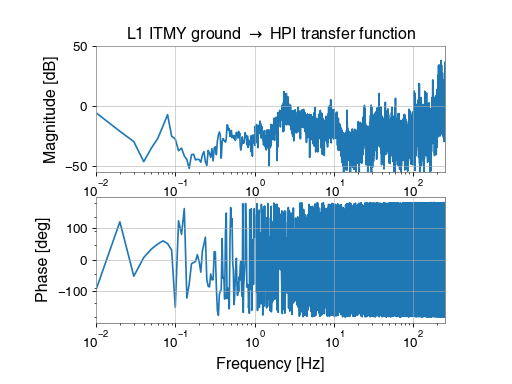 L1 ITMY ground → HPI transfer function
Magnitude [dB]
50
0
−50
10⁻² 10⁻¹ 10⁰ 10¹ 10²
Phase [deg]
100
0
−100
10⁻² 10⁻¹ 10⁰ 10¹ 10²
Frequency [Hz]